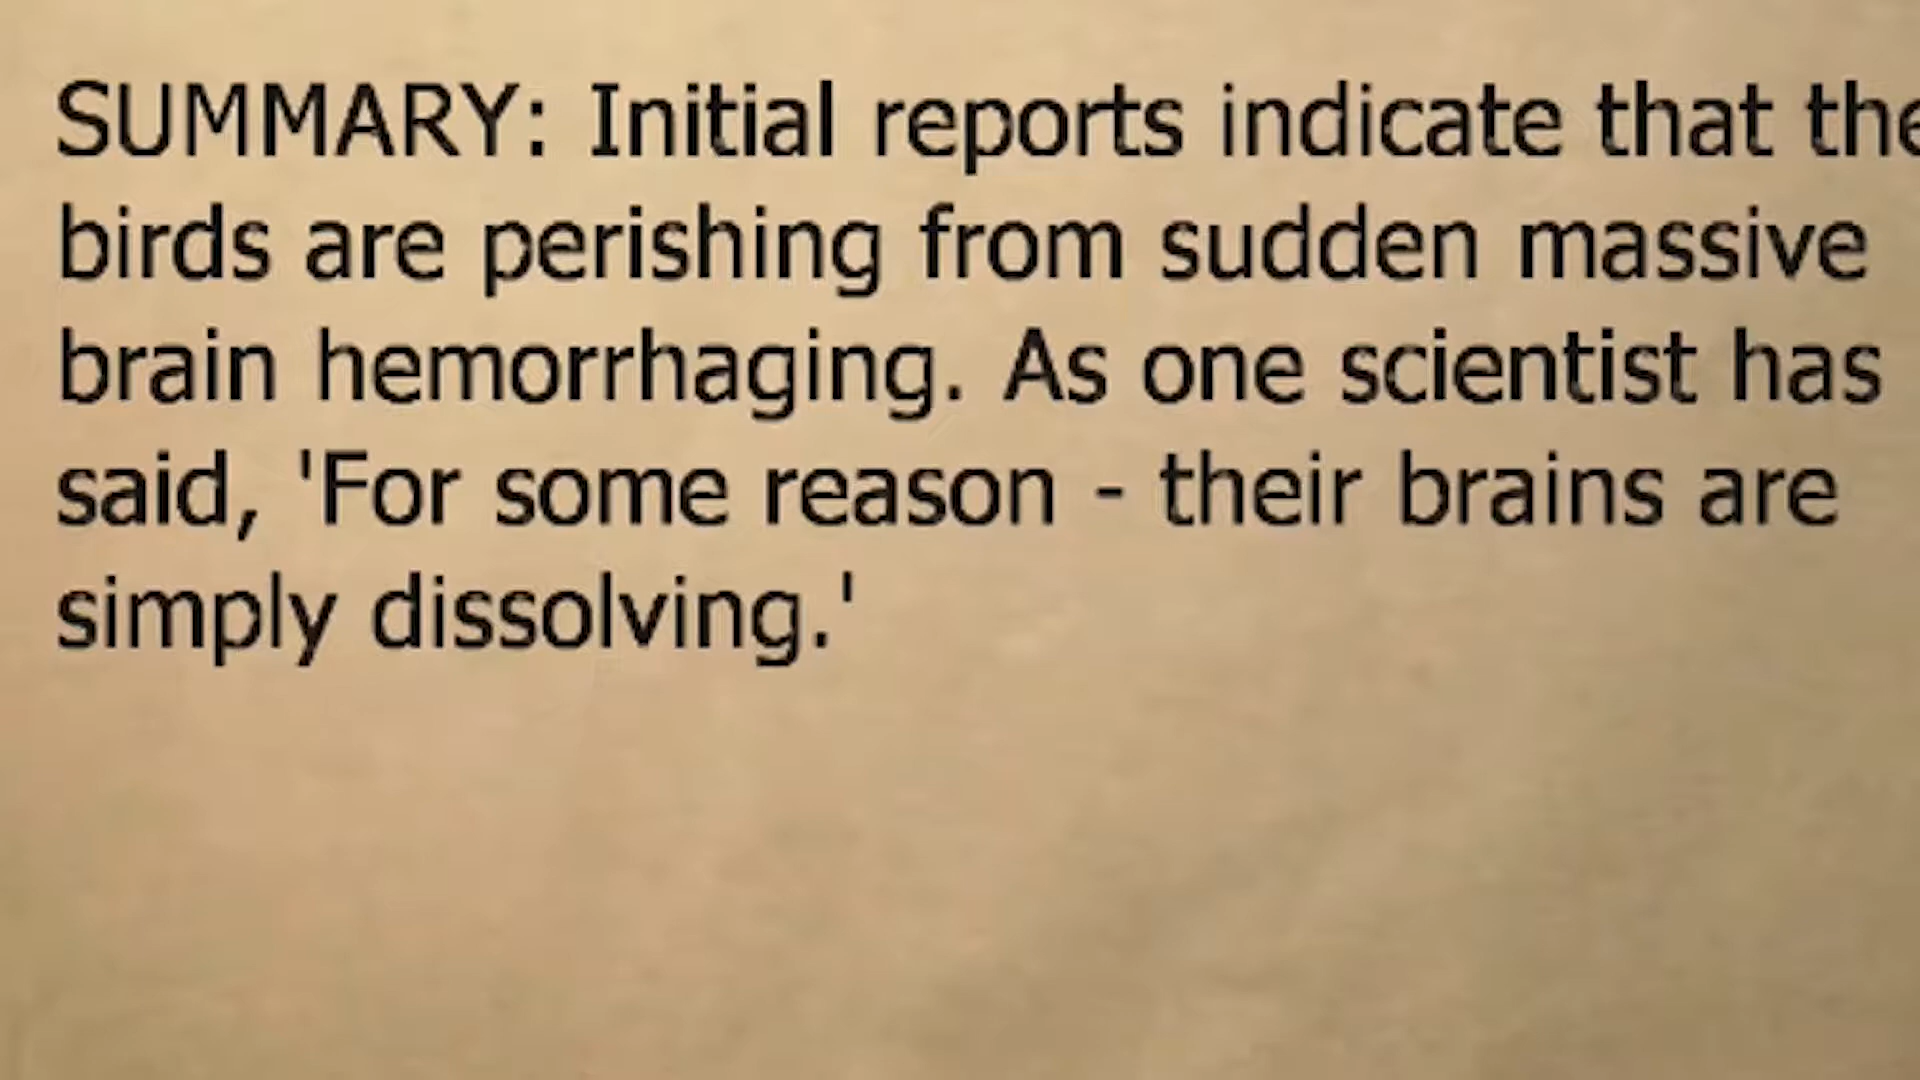 SUMMARY: Initial reports indicate that the
birds are perishing from sudden massive
brain hemorrhaging. As one scientist has
said, 'For some reason - their brains are
simply dissolving.'